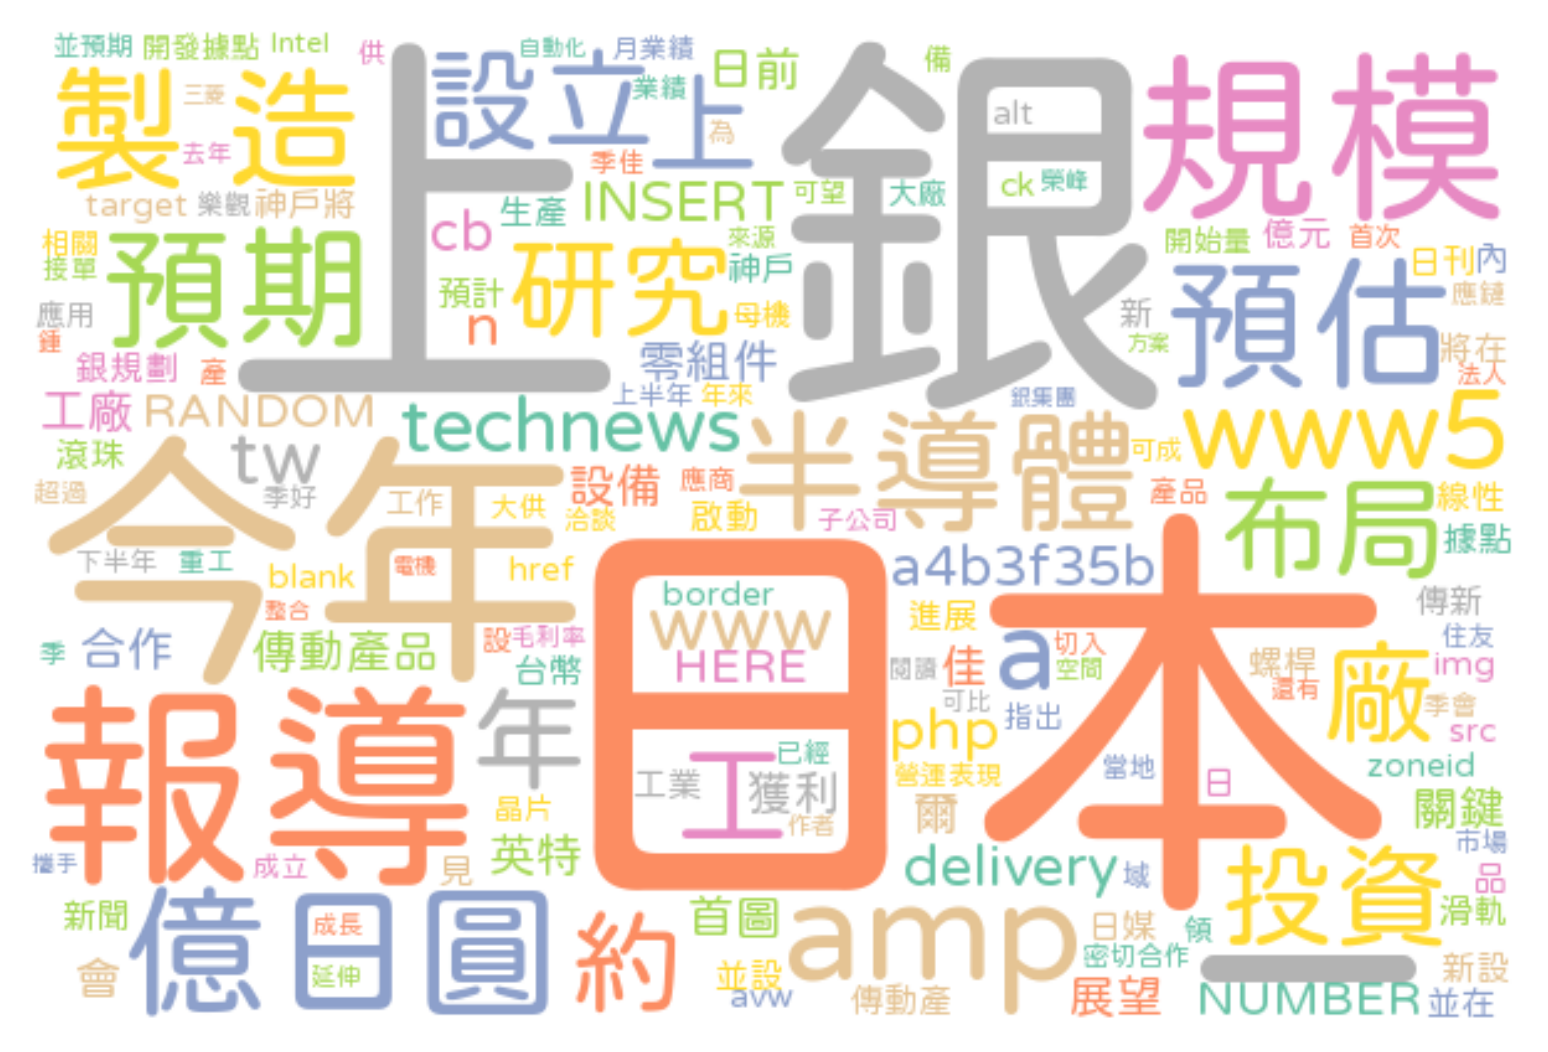 並預期 開發據點 Intel 供 上銀 設立 自動化 月業績 日前 備 規模
製造 三菱 業績 上 為 alt
去年 季佳 ck 榮峰
target 樂觀 神戶將 cb 生產 INSERT 可望 大廠
相關 預期 來源 開始量 億元 首次
接單 預計 研究 神戶 日刊 內
應用 n 母機 新 預估 應鏈
鍾 方案 將在
銀規劃 產 零組件 法人
工廠 RANDOM 上半年 年來 銀集團
technews 半導體 www5
滾珠 今年 tw 可成
超過 季好 工作 大供 設備 應商 產品 布局 線性
洽談 啟動 子公司 據點
下半年 重工 電機 blank href 日本 a4b3f35b
整合 border 進展 傳新
季 合作 傳動產品 設 毛利率 www a 切入 住友
台幣 HERE 閱讀 佳 空間 螺桿 廠 img
報導 年 可比 指出 還有 季會
php src
已經 當地 zoneid
工業 工 獲利 營運表現 日
晶片 作者 爾 關鍵
攜手 成立 見 英特 delivery 域 市場
投資 品
新聞 億日圓 成長 約 首圖 amp 日媒 領 滑軌
會 延伸 並設 密切合作 一 新設
avw 傳動產 展望 NUMBER 並在